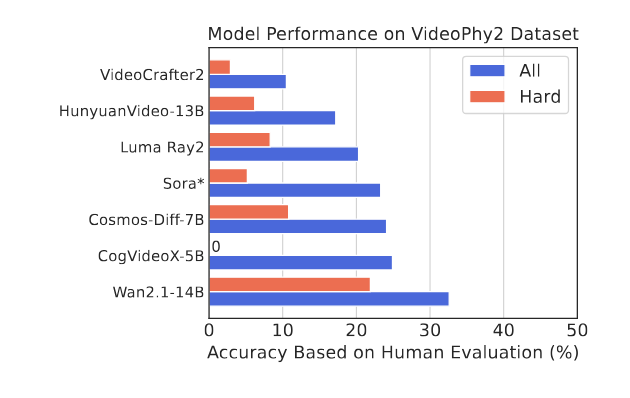 Model Performance on VideoPhy2 Dataset
All
Hard
VideoCrafter2
HunyuanVideo-13B
Luma Ray2
Sora*
Cosmos-Diff-7B
0
CogVideoX-5B
Wan2.1-14B
0 10 20 30 40 50
Accuracy Based on Human Evaluation (%)